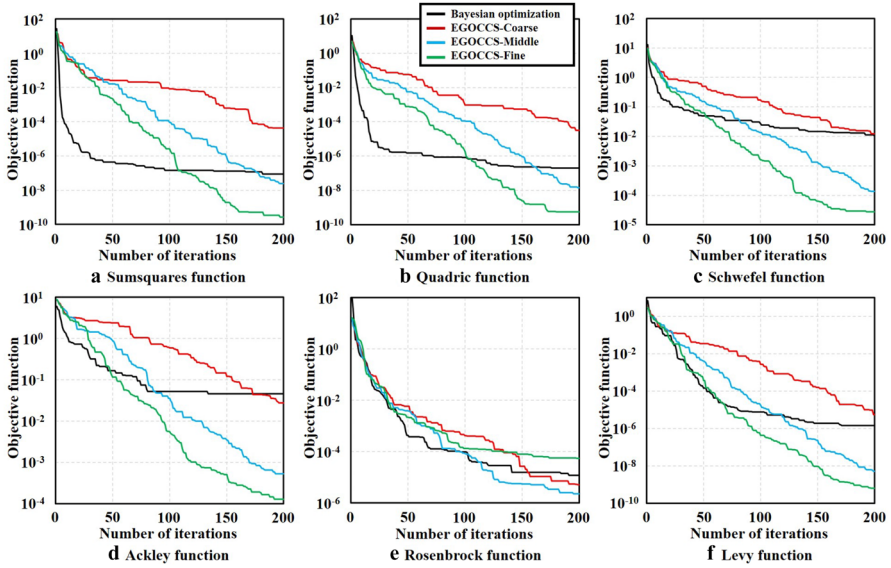 Bayesian optimization
EGOCCS-Coarse
EGOCCS-Middle
EGOCCS-Fine
Objective function
10^2
10^0
10^-2
10^-4
10^-6
10^-8
10^-10
0 50 100 150 200
Number of iterations
a Sumsquares function
Objective function
10^2
10^0
10^-2
10^-4
10^-6
10^-8
10^-10
0 50 100 150 200
Number of iterations
b Quadric function
Objective function
10^2
10^1
10^0
10^-1
10^-2
10^-3
10^-4
10^-5
0 50 100 150 200
Number of iterations
c Schwefel function
Objective function
10^1
10^0
10^-1
10^-2
10^-3
10^-4
0 50 100 150 200
Number of iterations
d Ackley function
Objective function
10^2
10^0
10^-2
10^-4
10^-6
0 50 100 150 200
Number of iterations
e Rosenbrock function
Objective function
10^0
10^-2
10^-4
10^-6
10^-8
10^-10
0 50 100 150 200
Number of iterations
f Levy function